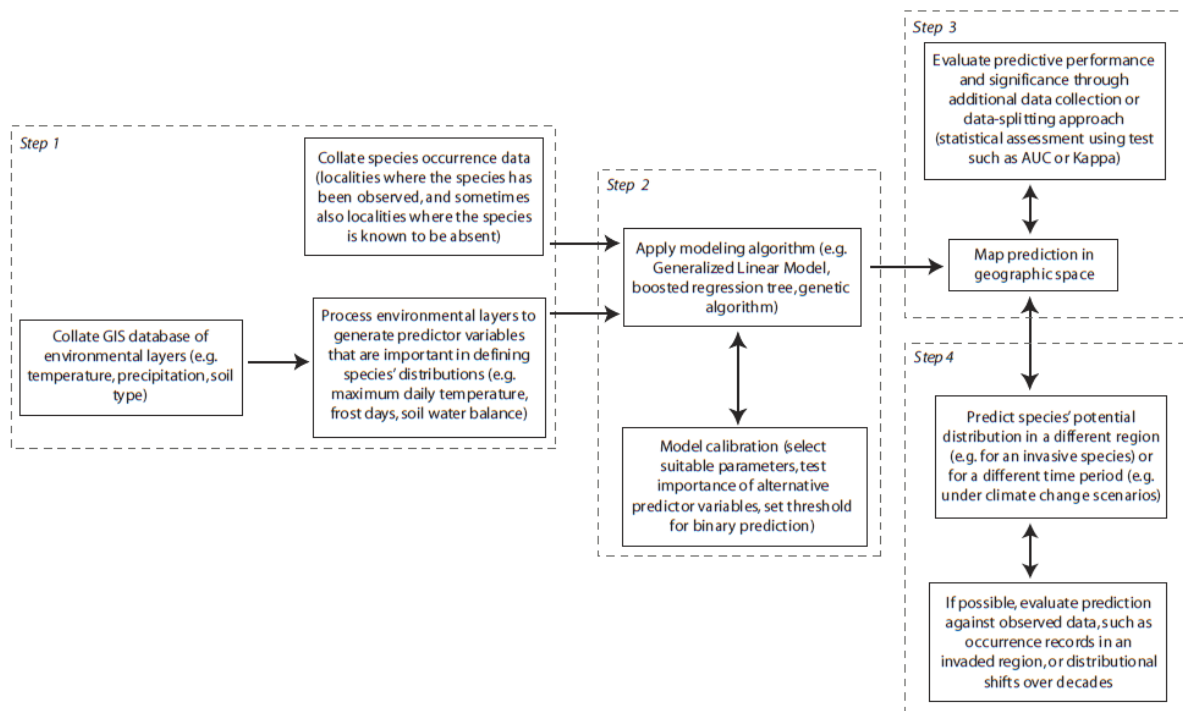 Step 1
Collate species occurrence data
(localities where the species has
been observed, and sometimes
also localities where the species
is known to be absent)
Collate GIS database of
environmental layers (e.g.
temperature, precipitation, soil
type)
Process environmental layers to
generate predictor variables
that are important in defining
species' distributions (e.g.
maximum daily temperature,
frost days, soil water balance)
Step 2
Apply modeling algorithm (e.g.
Generalized Linear Model,
boosted regression tree, genetic
algorithm)
Model calibration (select
suitable parameters, test
importance of alternative
predictor variables, set threshold
for binary prediction)
Step 3
Evaluate predictive performance
and significance through
additional data collection or
data-splitting approach
(statistical assessment using test
such as AUC or Kappa)
Map prediction in
geographic space
Step 4
Predict species' potential
distribution in a different region
(e.g. for an invasive species) or
for a different time period (e.g.
under climate change scenarios)
If possible, evaluate prediction
against observed data, such as
occurrence records in an
invaded region, or distributional
shifts over decades